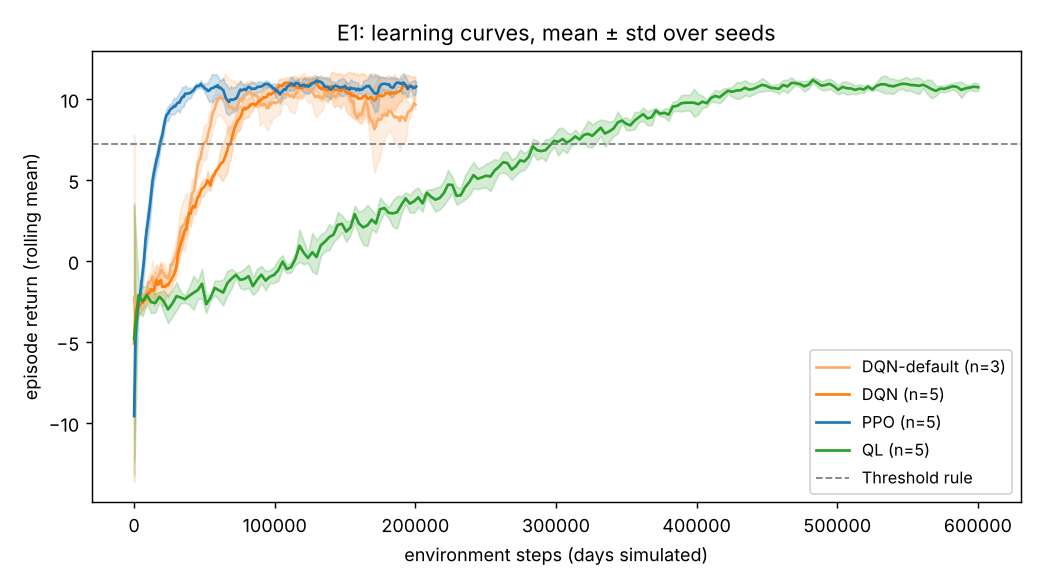 E1: learning curves, mean ± std over seeds
episode return (rolling mean)
10
5
0
−5
−10
DQN-default (n=3)
DQN (n=5)
PPO (n=5)
QL (n=5)
Threshold rule
0
100000
200000
300000
400000
500000
600000
environment steps (days simulated)